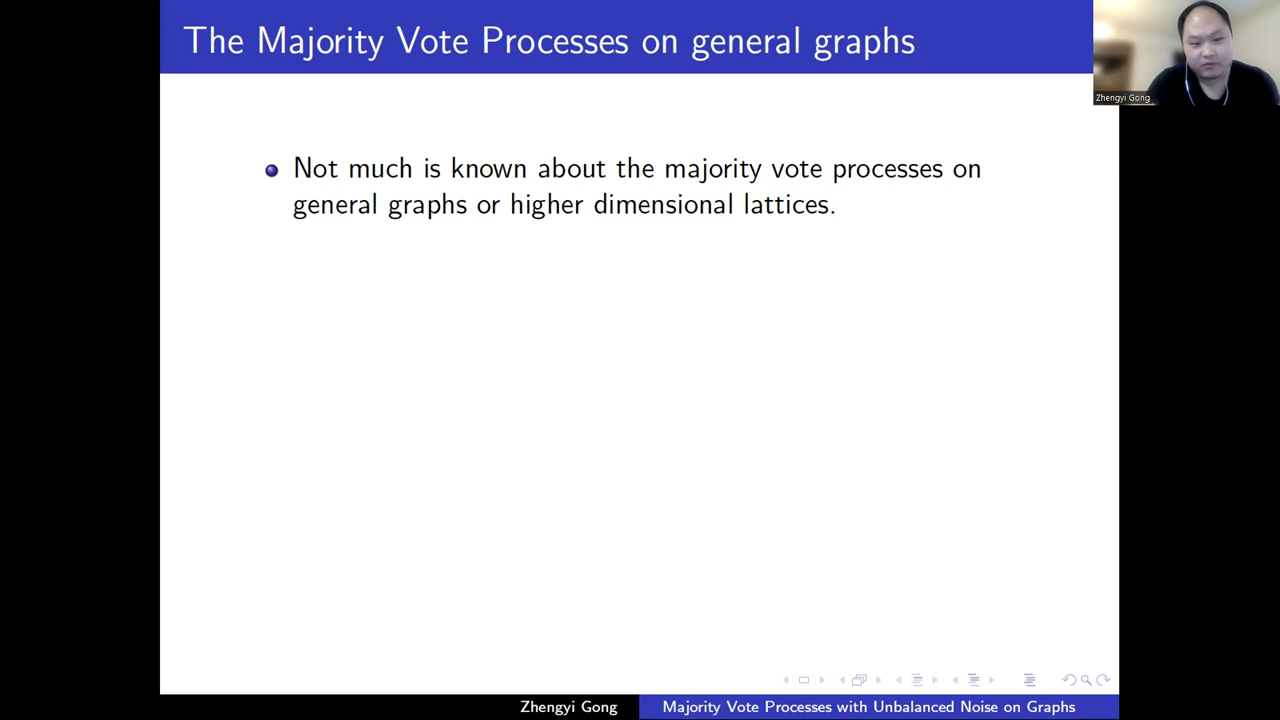 The Majority Vote Processes on general graphs
Zhengyi Gong
Not much is known about the majority vote processes on
general graphs or higher dimensional lattices.
Zhengyi Gong
Majority Vote Processes with Unbalanced Noise on Graphs